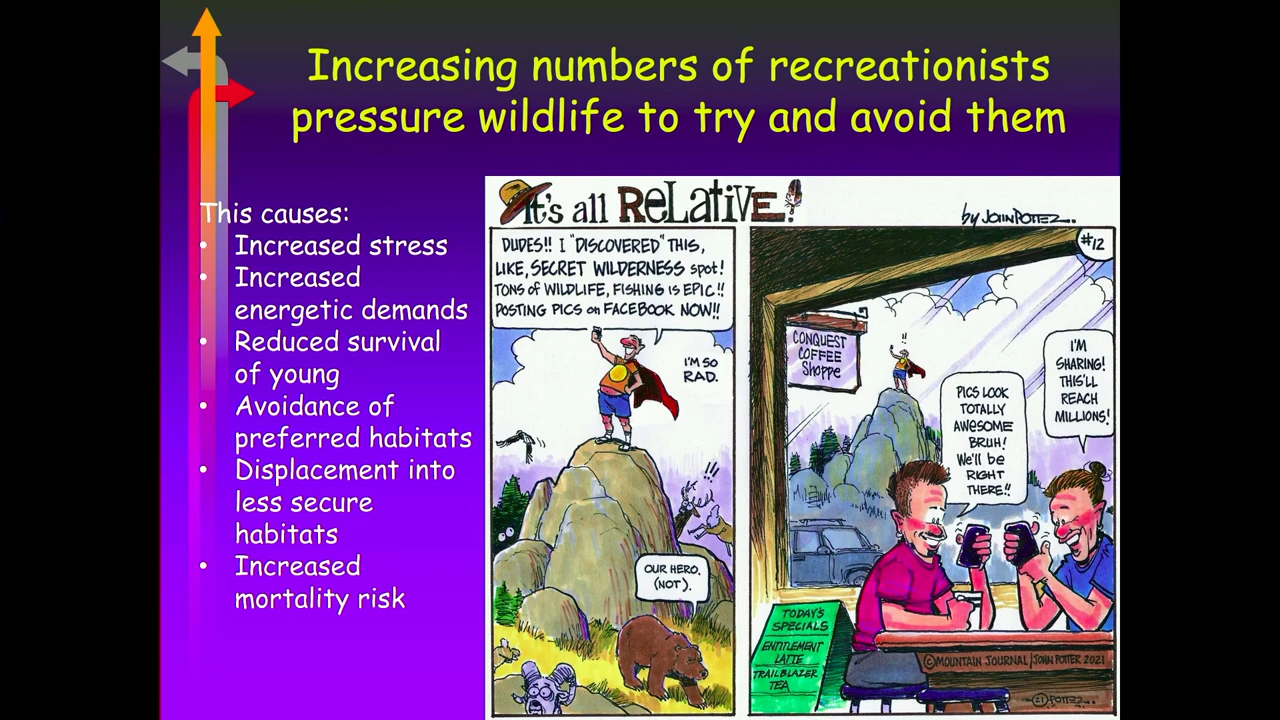 Increasing numbers of recreationists
pressure wildlife to try and avoid them
This causes:
• Increased stress
• Increased
energetic demands
• Reduced survival
of young
• Avoidance of
preferred habitats
• Displacement into
less secure
habitats
• Increased
mortality risk
It's all RELATIVE!
by JOHN POTTER.
#12
DUDES!! I "DISCOVERED" THIS,
LIKE, SECRET WILDERNESS spot!
TONS of WILDLIFE, FISHING is EPIC!!
POSTING PICS on FACEBOOK NOW!!
I'M SO
RAD.
!!
OUR HERO.
(NOT).
CONQUEST
COFFEE
Shoppe
!!
PICS LOOK
TOTALLY
AWESOME
BRUH!
We'll be
RIGHT
THERE!!
I'M
SHARING!
THIS'LL
REACH
MILLIONS!
TODAY'S
SPECIALS
ENTITLEMENT
LATTE
TRAILBLAZER
TEA
©MOUNTAIN JOURNAL/JOHN POTTER 2021
21 POTTER